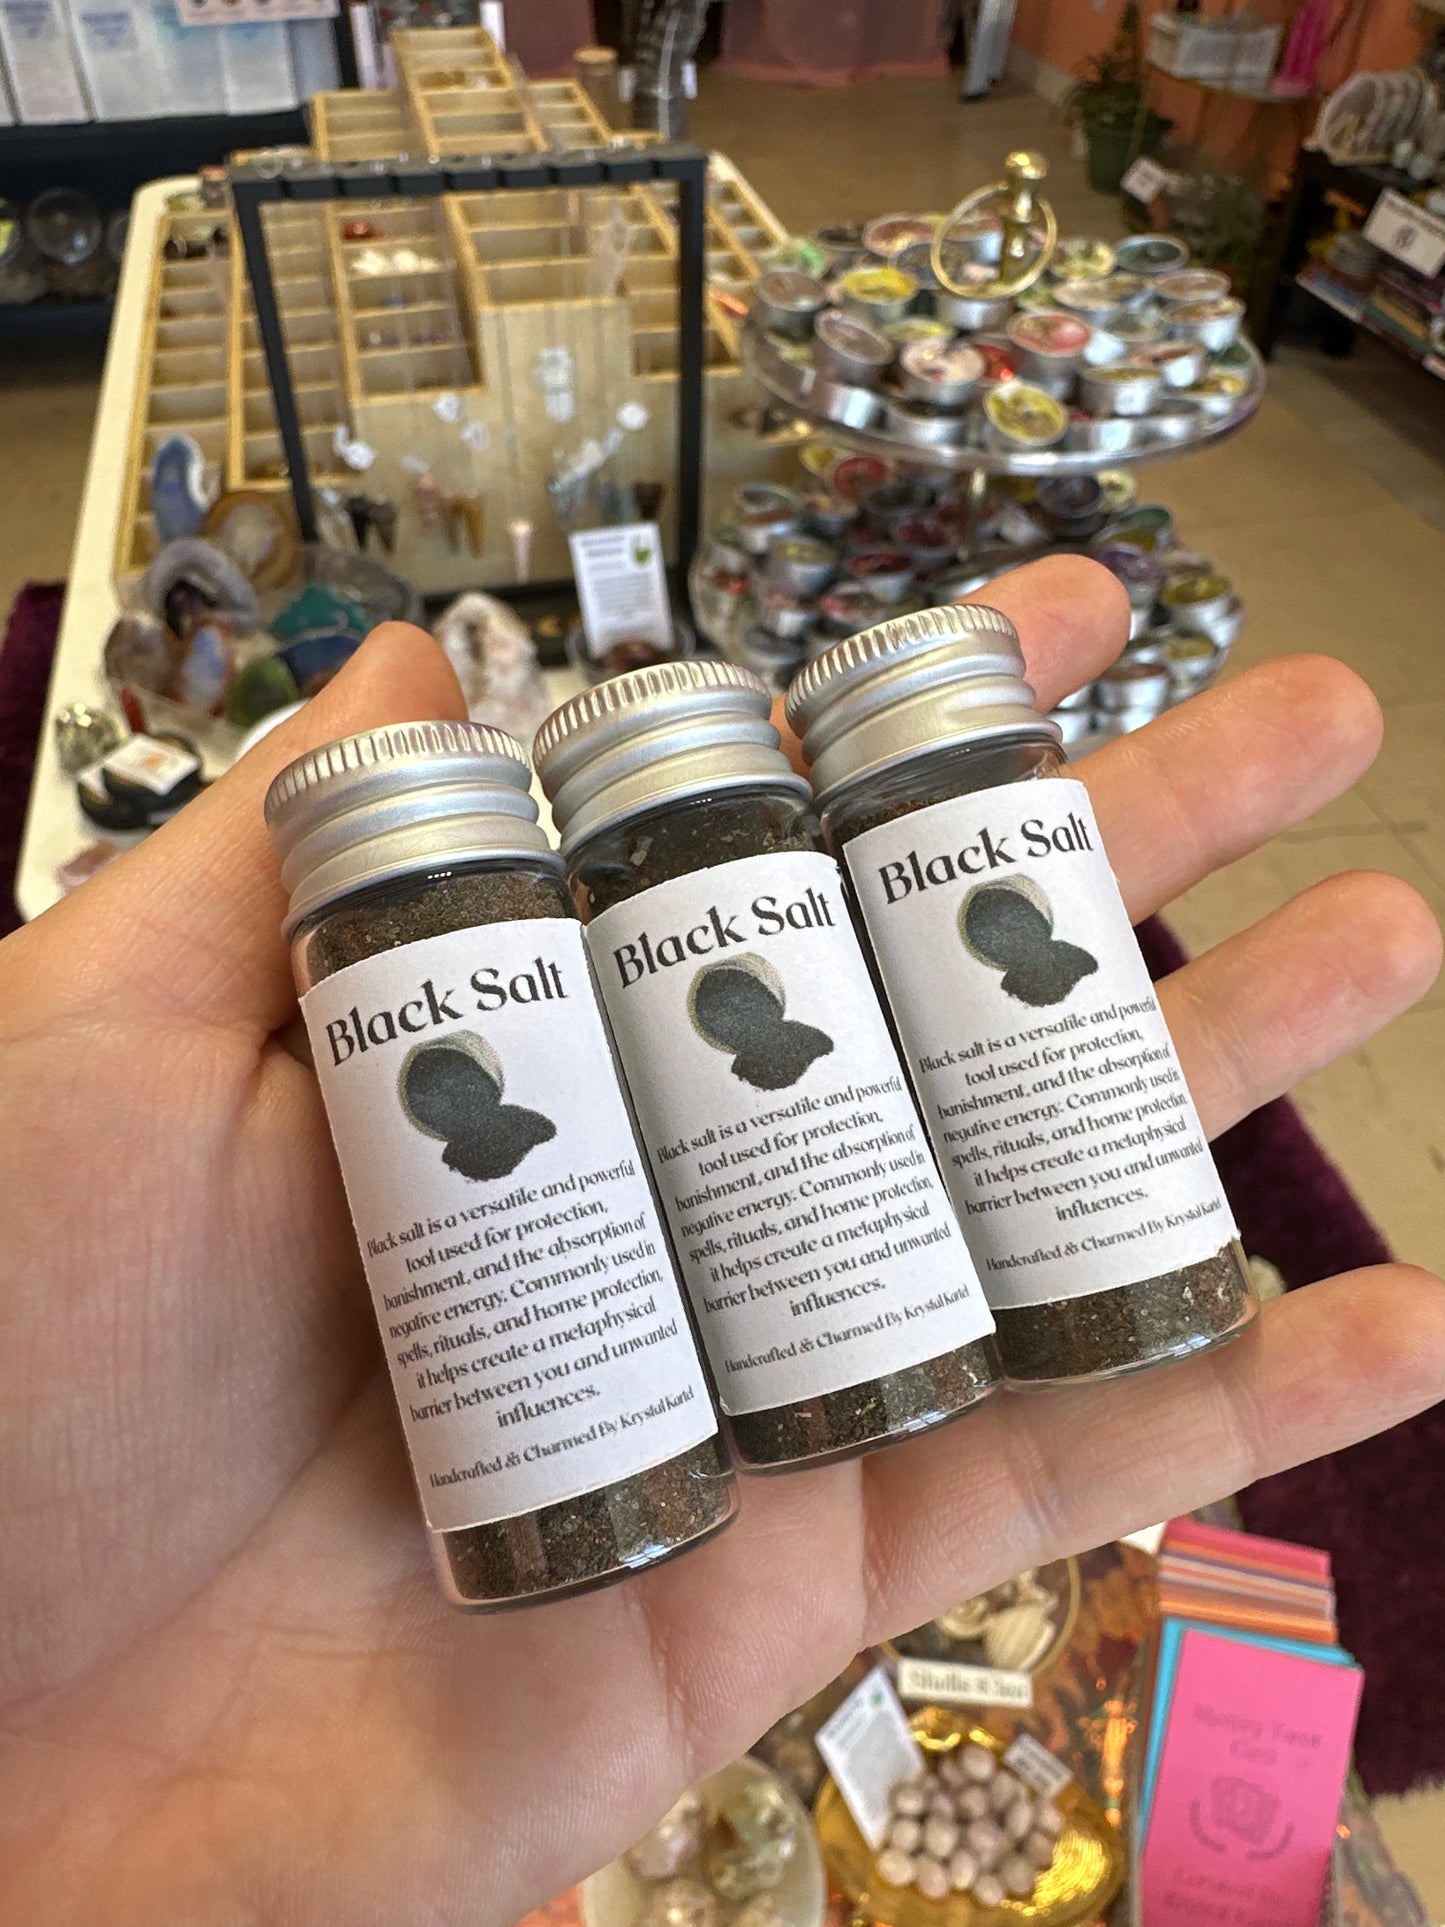 Black Salt
Black salt is a versatile and powerful
tool used for protection,
banishment, and the absorption of
negative energy. Commonly used in
spells, rituals, and home protection,
it helps create a metaphysical
barrier between you and unwanted
influences.
Handcrafted & Charmed By Krystal Kartel
Black Salt
Black salt is a versatile and powerful
tool used for protection,
banishment, and the absorption of
negative energy. Commonly used in
spells, rituals, and home protection,
it helps create a metaphysical
barrier between you and unwanted
influences.
Handcrafted & Charmed By Krystal Kartel
Black Salt
Black salt is a versatile and powerful
tool used for protection,
banishment, and the absorption of
negative energy. Commonly used in
spells, rituals, and home protection,
it helps create a metaphysical
barrier between you and unwanted
influences.
Handcrafted & Charmed By Krystal Kartel